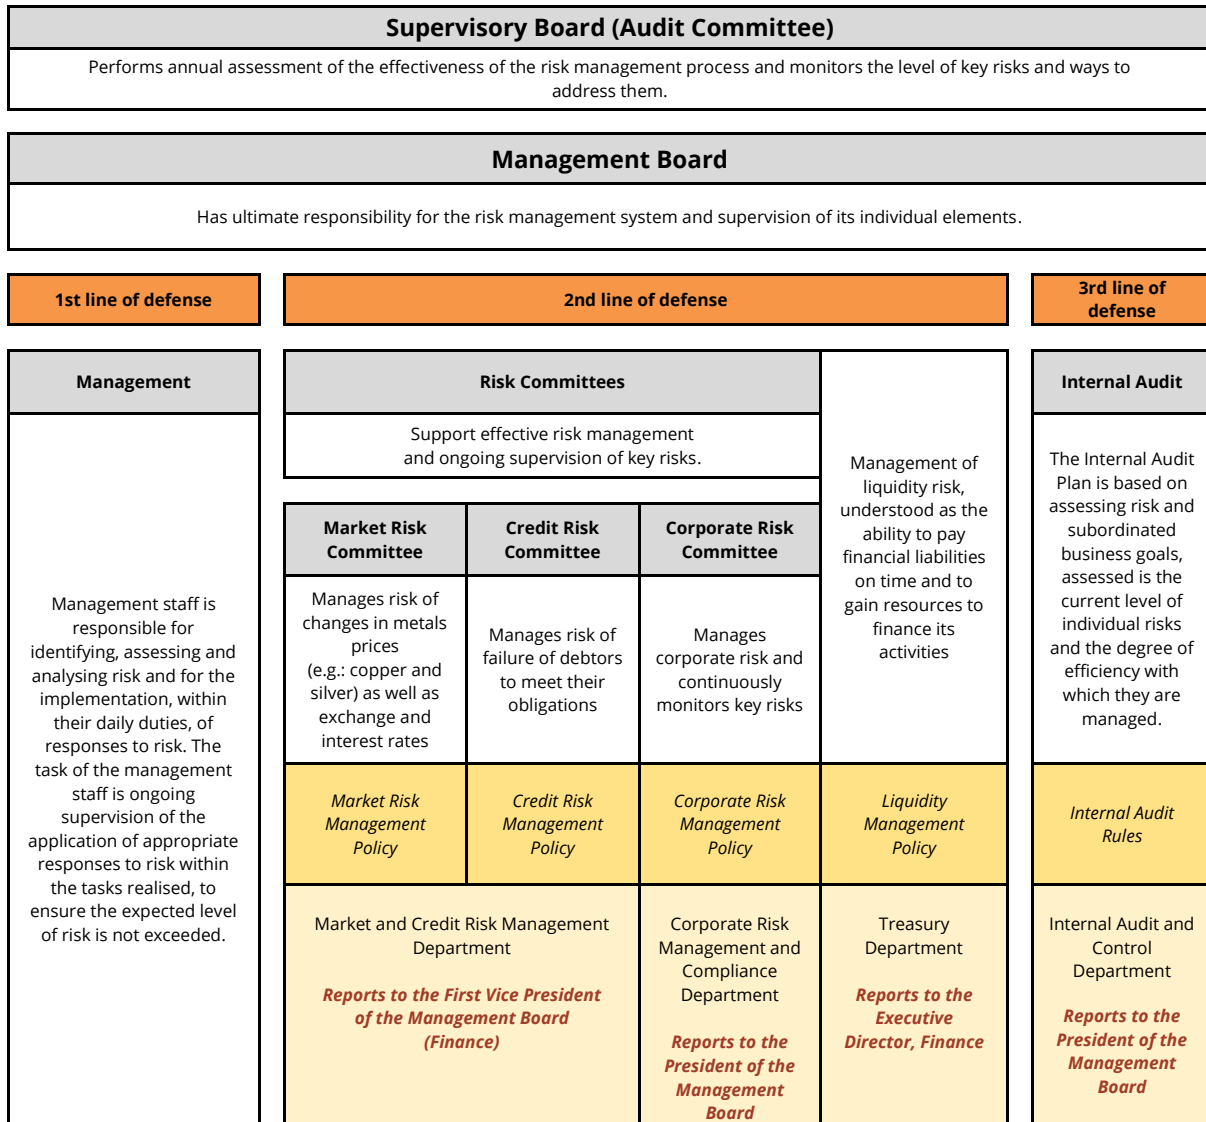 Supervisory Board (Audit Committee)
Performs annual assessment of the effectiveness of the risk management process and monitors the level of key risks and ways to
address them.
Management Board
Has ultimate responsibility for the risk management system and supervision of its individual elements.
1st line of defense
2nd line of defense
3rd line of
defense
Management
Management staff is
responsible for
identifying, assessing and
analysing risk and for the
implementation, within
their daily duties, of
responses to risk. The
task of the management
staff is ongoing
supervision of the
application of appropriate
responses to risk within
the tasks realised, to
ensure the expected level
of risk is not exceeded.
Risk Committees
Support effective risk management
and ongoing supervision of key risks.
Market Risk
Committee
Manages risk of
changes in metals
prices
(e.g.: copper and
silver) as well as
exchange and
interest rates
Market Risk
Management
Policy
Credit Risk
Committee
Manages risk of
failure of debtors
to meet their
obligations
Credit Risk
Management
Policy
Market and Credit Risk Management
Department
Reports to the First Vice President
of the Management Board
(Finance)
Corporate Risk
Committee
Manages
corporate risk and
continuously
monitors key risks
Corporate Risk
Management
Policy
Corporate Risk
Management and
Compliance
Department
Reports to the
President of the
Management
Board
Management of
liquidity risk,
understood as the
ability to pay
financial liabilities
on time and to
gain resources to
finance its
activities
Liquidity
Management
Policy
Treasury
Department
Reports to the
Executive
Director, Finance
Internal Audit
The Internal Audit
Plan is based on
assessing risk and
subordinated
business goals,
assessed is the
current level of
individual risks
and the degree of
efficiency with
which they are
managed.
Internal Audit
Rules
Internal Audit and
Control
Department
Reports to the
President of the
Management
Board